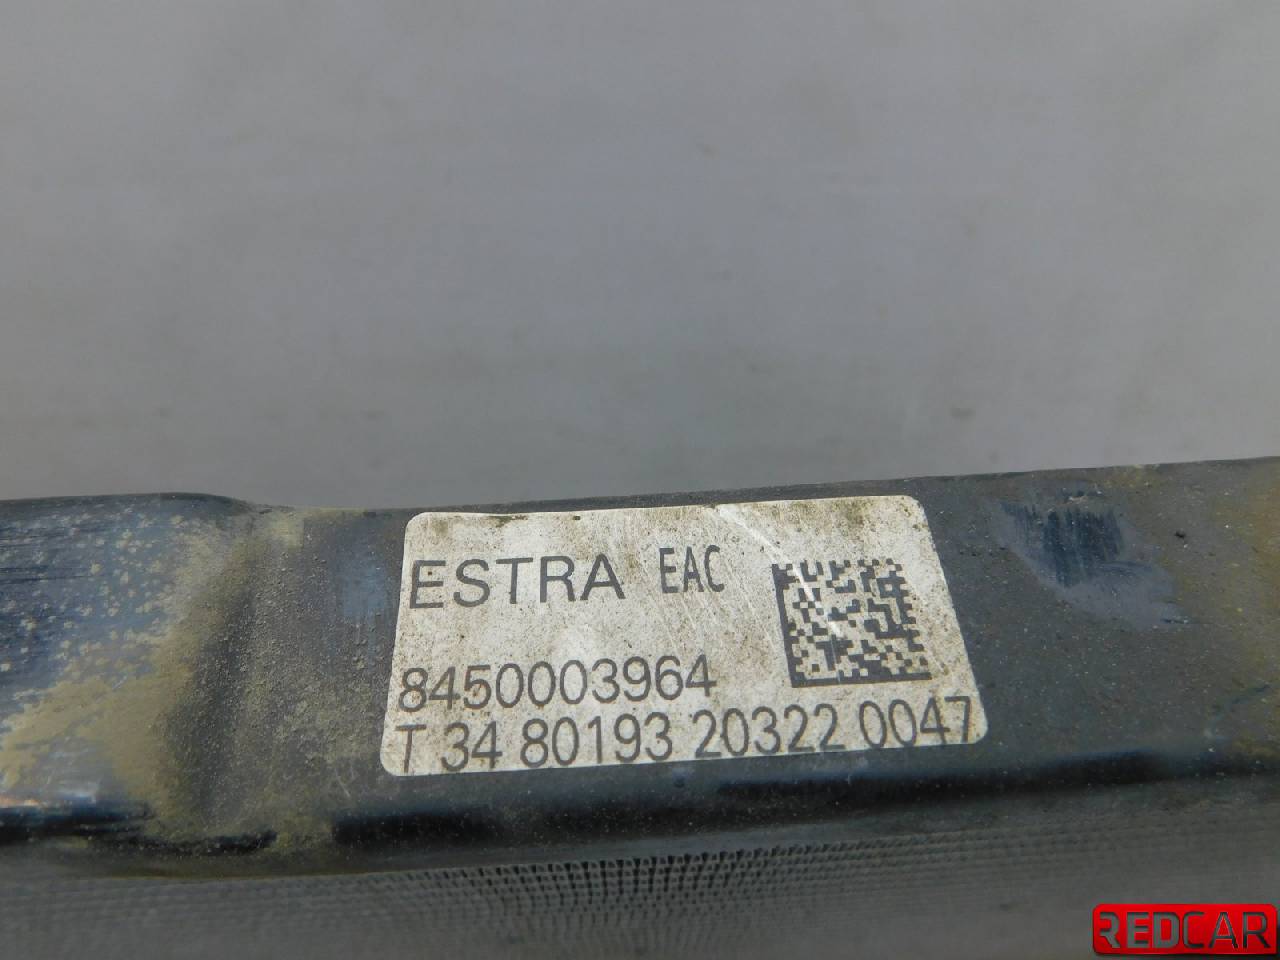 ESTRA EAC
8450003964
T 34 80193 20322 0047
REDCAR